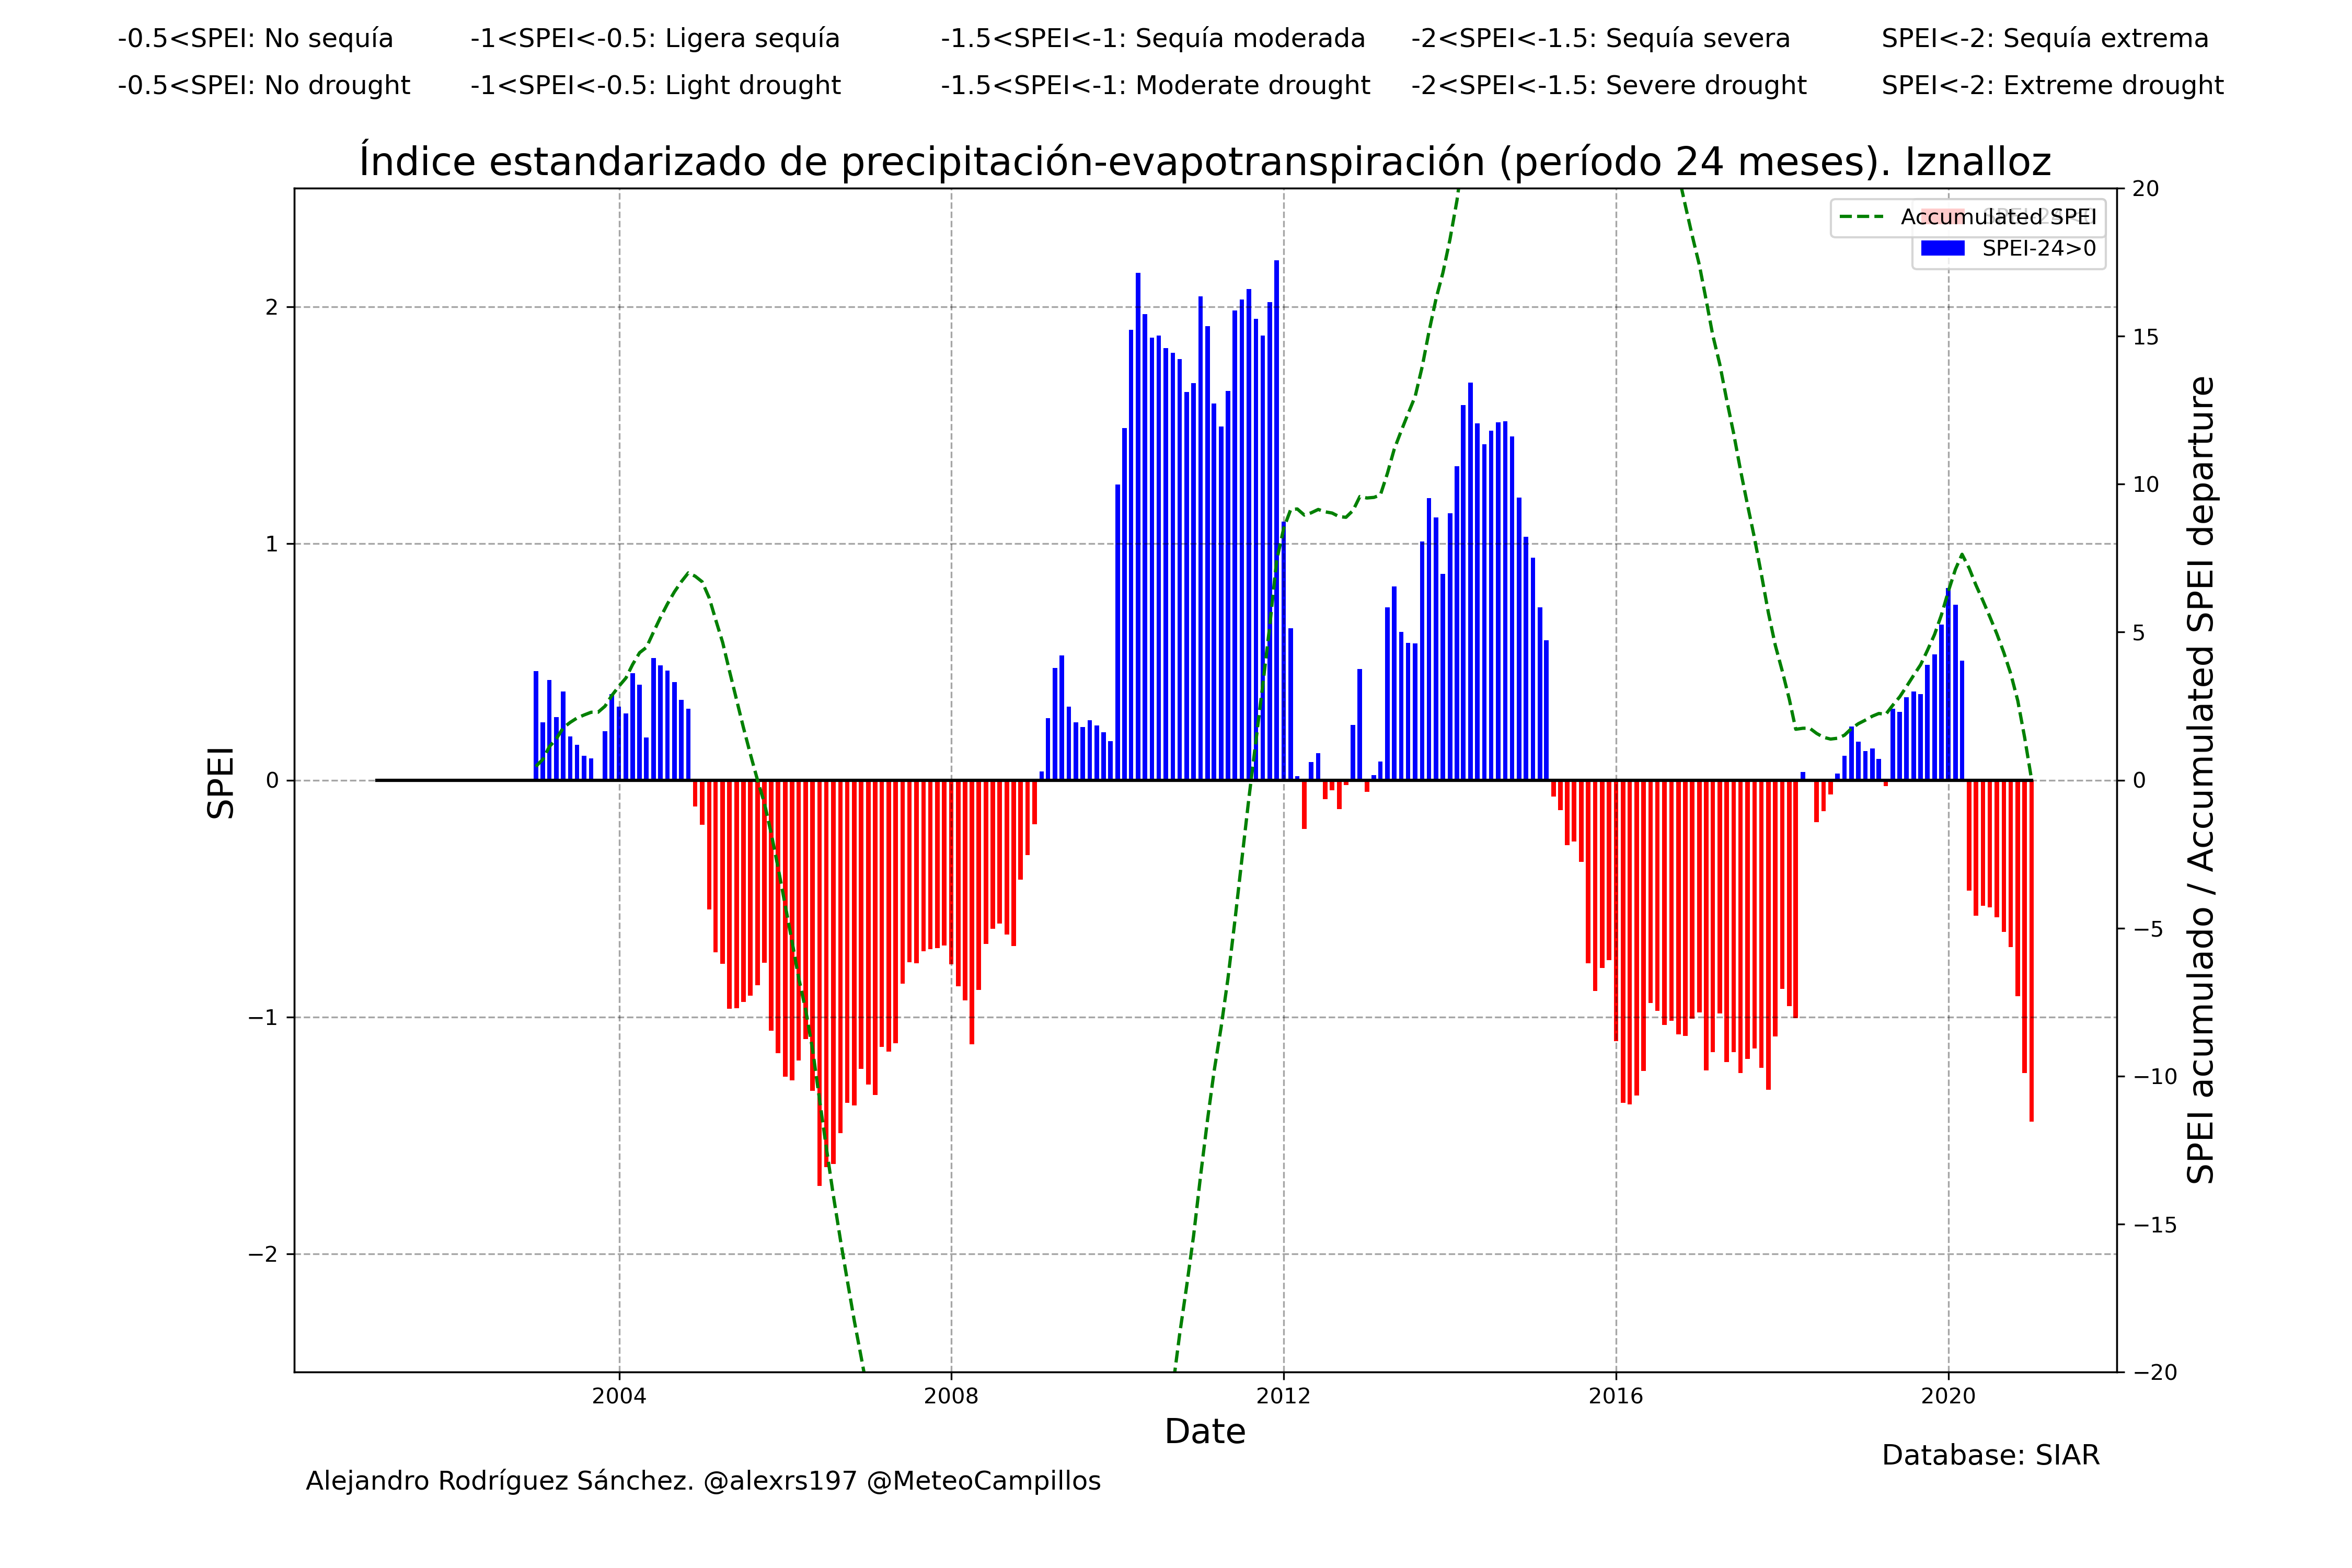 -0.5<SPEI: No sequía -1<SPEI<-0.5: Ligera sequía -1.5<SPEI<-1: Sequía moderada -2<SPEI<-1.5: Sequía severa SPEI<-2: Sequía extrema
-0.5<SPEI: No drought -1<SPEI<-0.5: Light drought -1.5<SPEI<-1: Moderate drought -2<SPEI<-1.5: Severe drought SPEI<-2: Extreme drought
Índice estandarizado de precipitación-evapotranspiración (período 24 meses). Iznalloz
Accumulated SPEI
SPEI-24>0
SPEI
2
1
0
−1
−2
20
15
10
5
0
−5
−10
−15
−20
SPEI acumulado / Accumulated SPEI departure
2004 2008 2012 2016 2020
Date
Database: SIAR
Alejandro Rodríguez Sánchez. @alexrs197 @MeteoCampillos